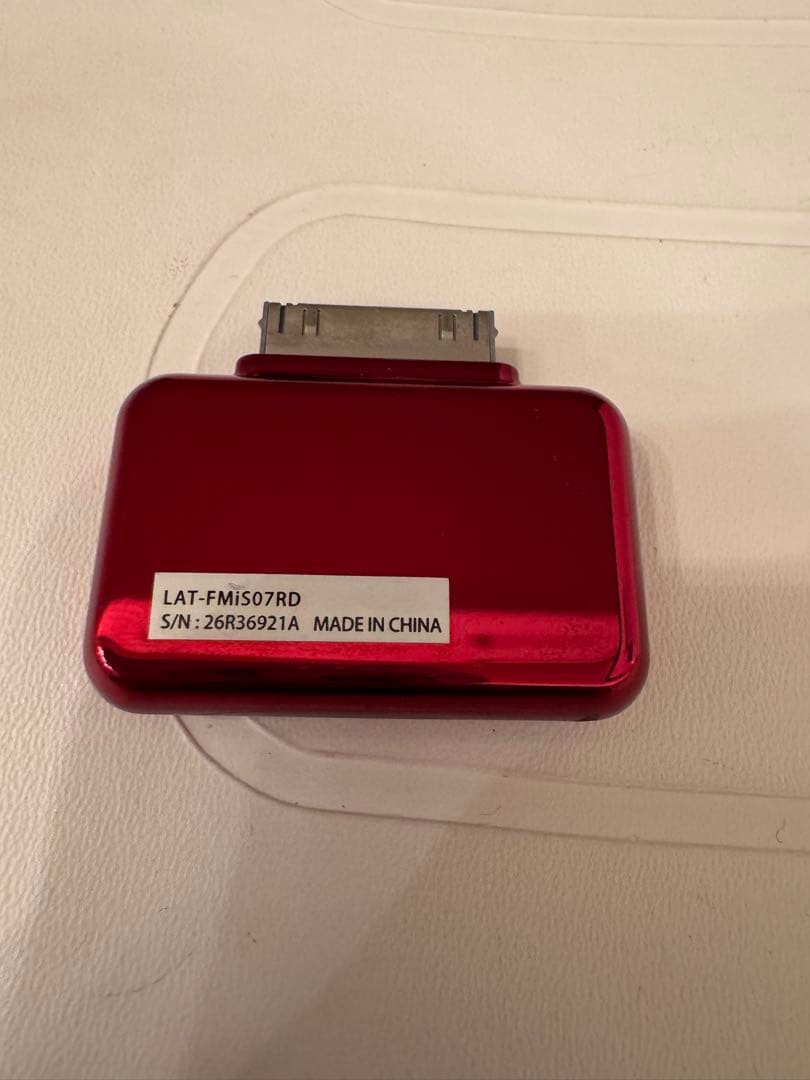 LAT-FMiS07RD
S/N : 26R36921A MADE IN CHINA